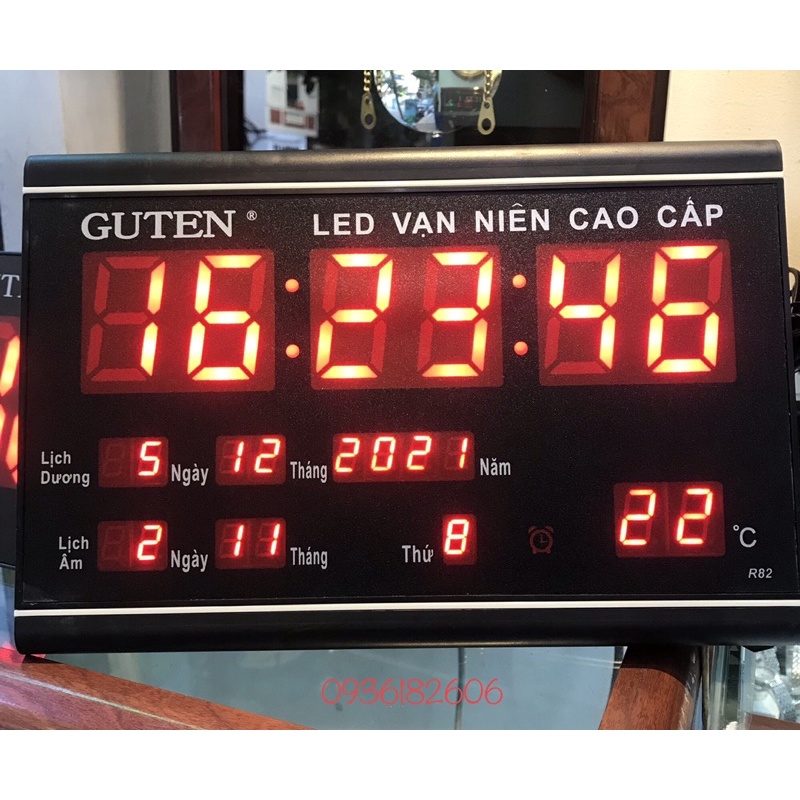 GUTEN ® LED VẠN NIÊN CAO CẤP
16:23:46
Lịch Dương 5 Ngày 12 Tháng 2021 Năm
Lịch Âm 2 Ngày 11 Tháng Thứ 8 22 °C
R82
0936182606